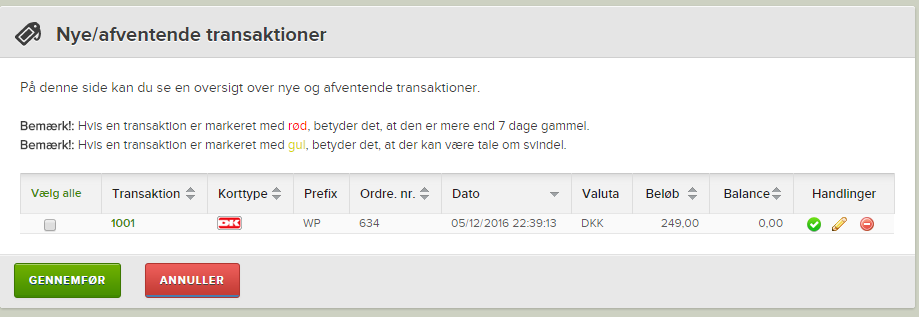 Nye/afventende transaktioner
På denne side kan du se en oversigt over nye og afventende transaktioner.
Bemærk!: Hvis en transaktion er markeret med rød, betyder det, at den er mere end 7 dage gammel.
Bemærk!: Hvis en transaktion er markeret med gul, betyder det, at der kan være tale om svindel.
Vælg alle Transaktion Korttype Prefix Ordre. nr. Dato Valuta Beløb Balance Handlinger
1001 DK WP 634 05/12/2016 22:39:13 DKK 249,00 0,00
GENNEMFØR ANNULLER